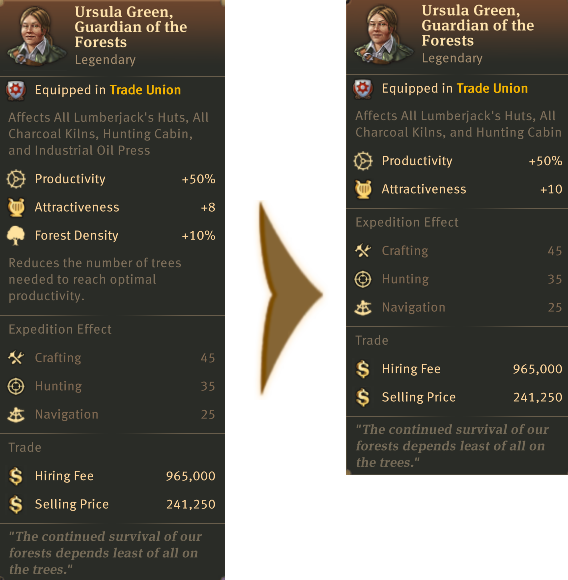 Ursula Green,
Guardian of the
Forests
Legendary
Equipped in Trade Union
Affects All Lumberjack's Huts, All
Charcoal Kilns, Hunting Cabin,
and Industrial Oil Press
Productivity +50%
Attractiveness +8
Forest Density +10%
Reduces the number of trees
needed to reach optimal
productivity.
Expedition Effect
Crafting 45
Hunting 35
Navigation 25
Trade
Hiring Fee 965,000
Selling Price 241,250
"The continued survival of our
forests depends least of all on
the trees."
Ursula Green,
Guardian of the
Forests
Legendary
Equipped in Trade Union
Affects All Lumberjack's Huts, All
Charcoal Kilns, and Hunting Cabin
Productivity +50%
Attractiveness +10
Expedition Effect
Crafting 45
Hunting 35
Navigation 25
Trade
Hiring Fee 965,000
Selling Price 241,250
"The continued survival of our
forests depends least of all on
the trees."